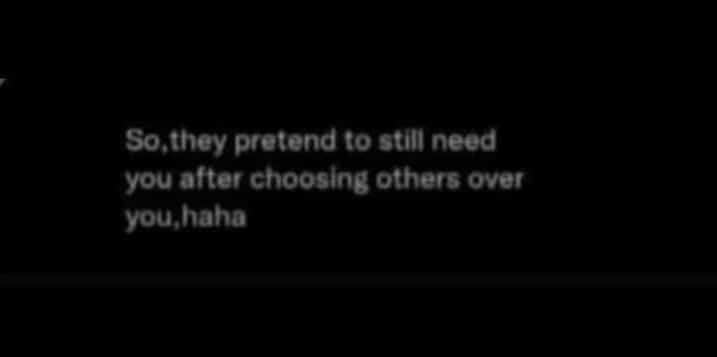 So,they pretend to still need
you after choosing others over
you,haha